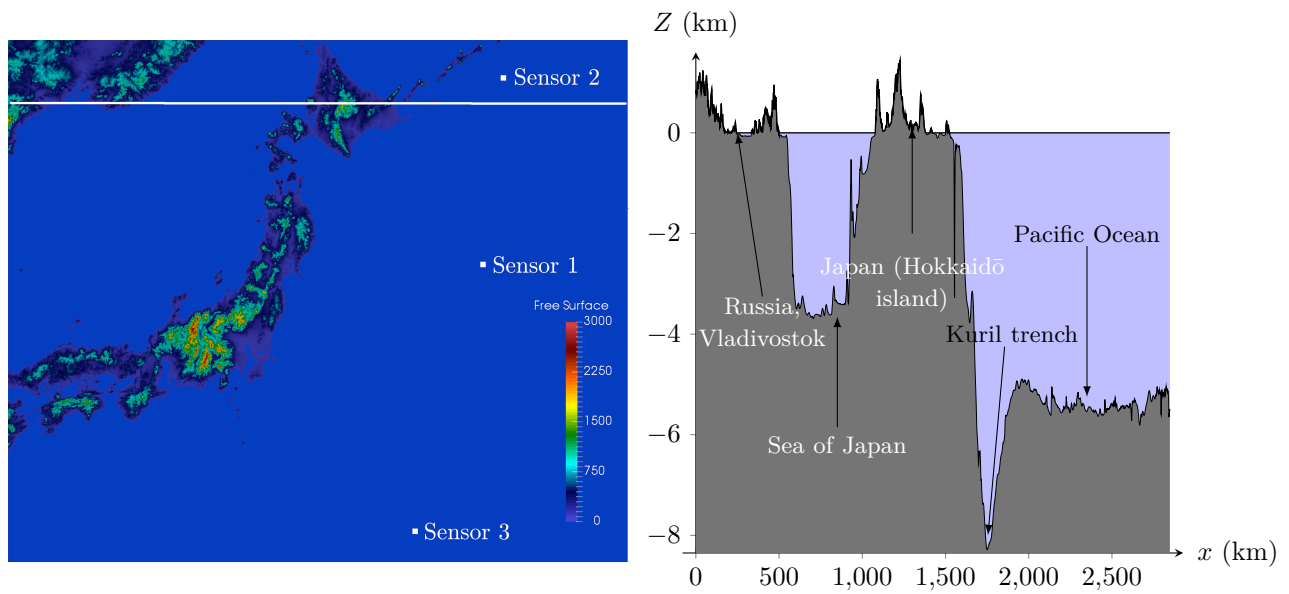 Sensor 2
Sensor 1
Free Surface
3000
2250
1500
750
0
Sensor 3
Z (km)
0
−2
−4
−6
−8
Pacific Ocean
Japan (Hokkaidō
island)
Russia,
Vladivostok
Kuril trench
Sea of Japan
0
500
1,000
1,500
2,000
2,500
x (km)